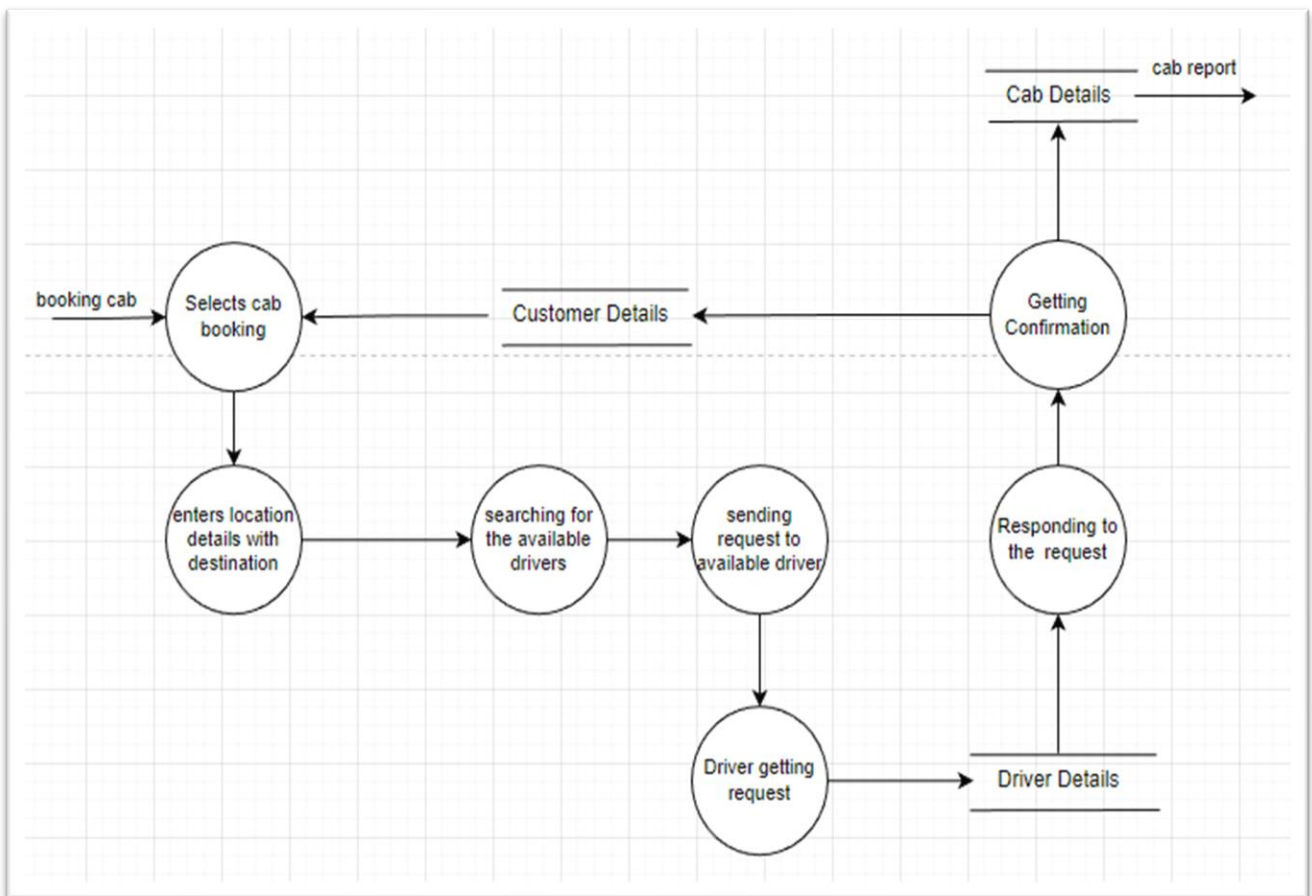 cab report
Cab Details
booking cab
Selects cab
booking
Customer Details
Getting
Confirmation
enters location
details with
destination
searching for
the available
drivers
sending
request to
available driver
Responding to
the request
Driver getting
request
Driver Details